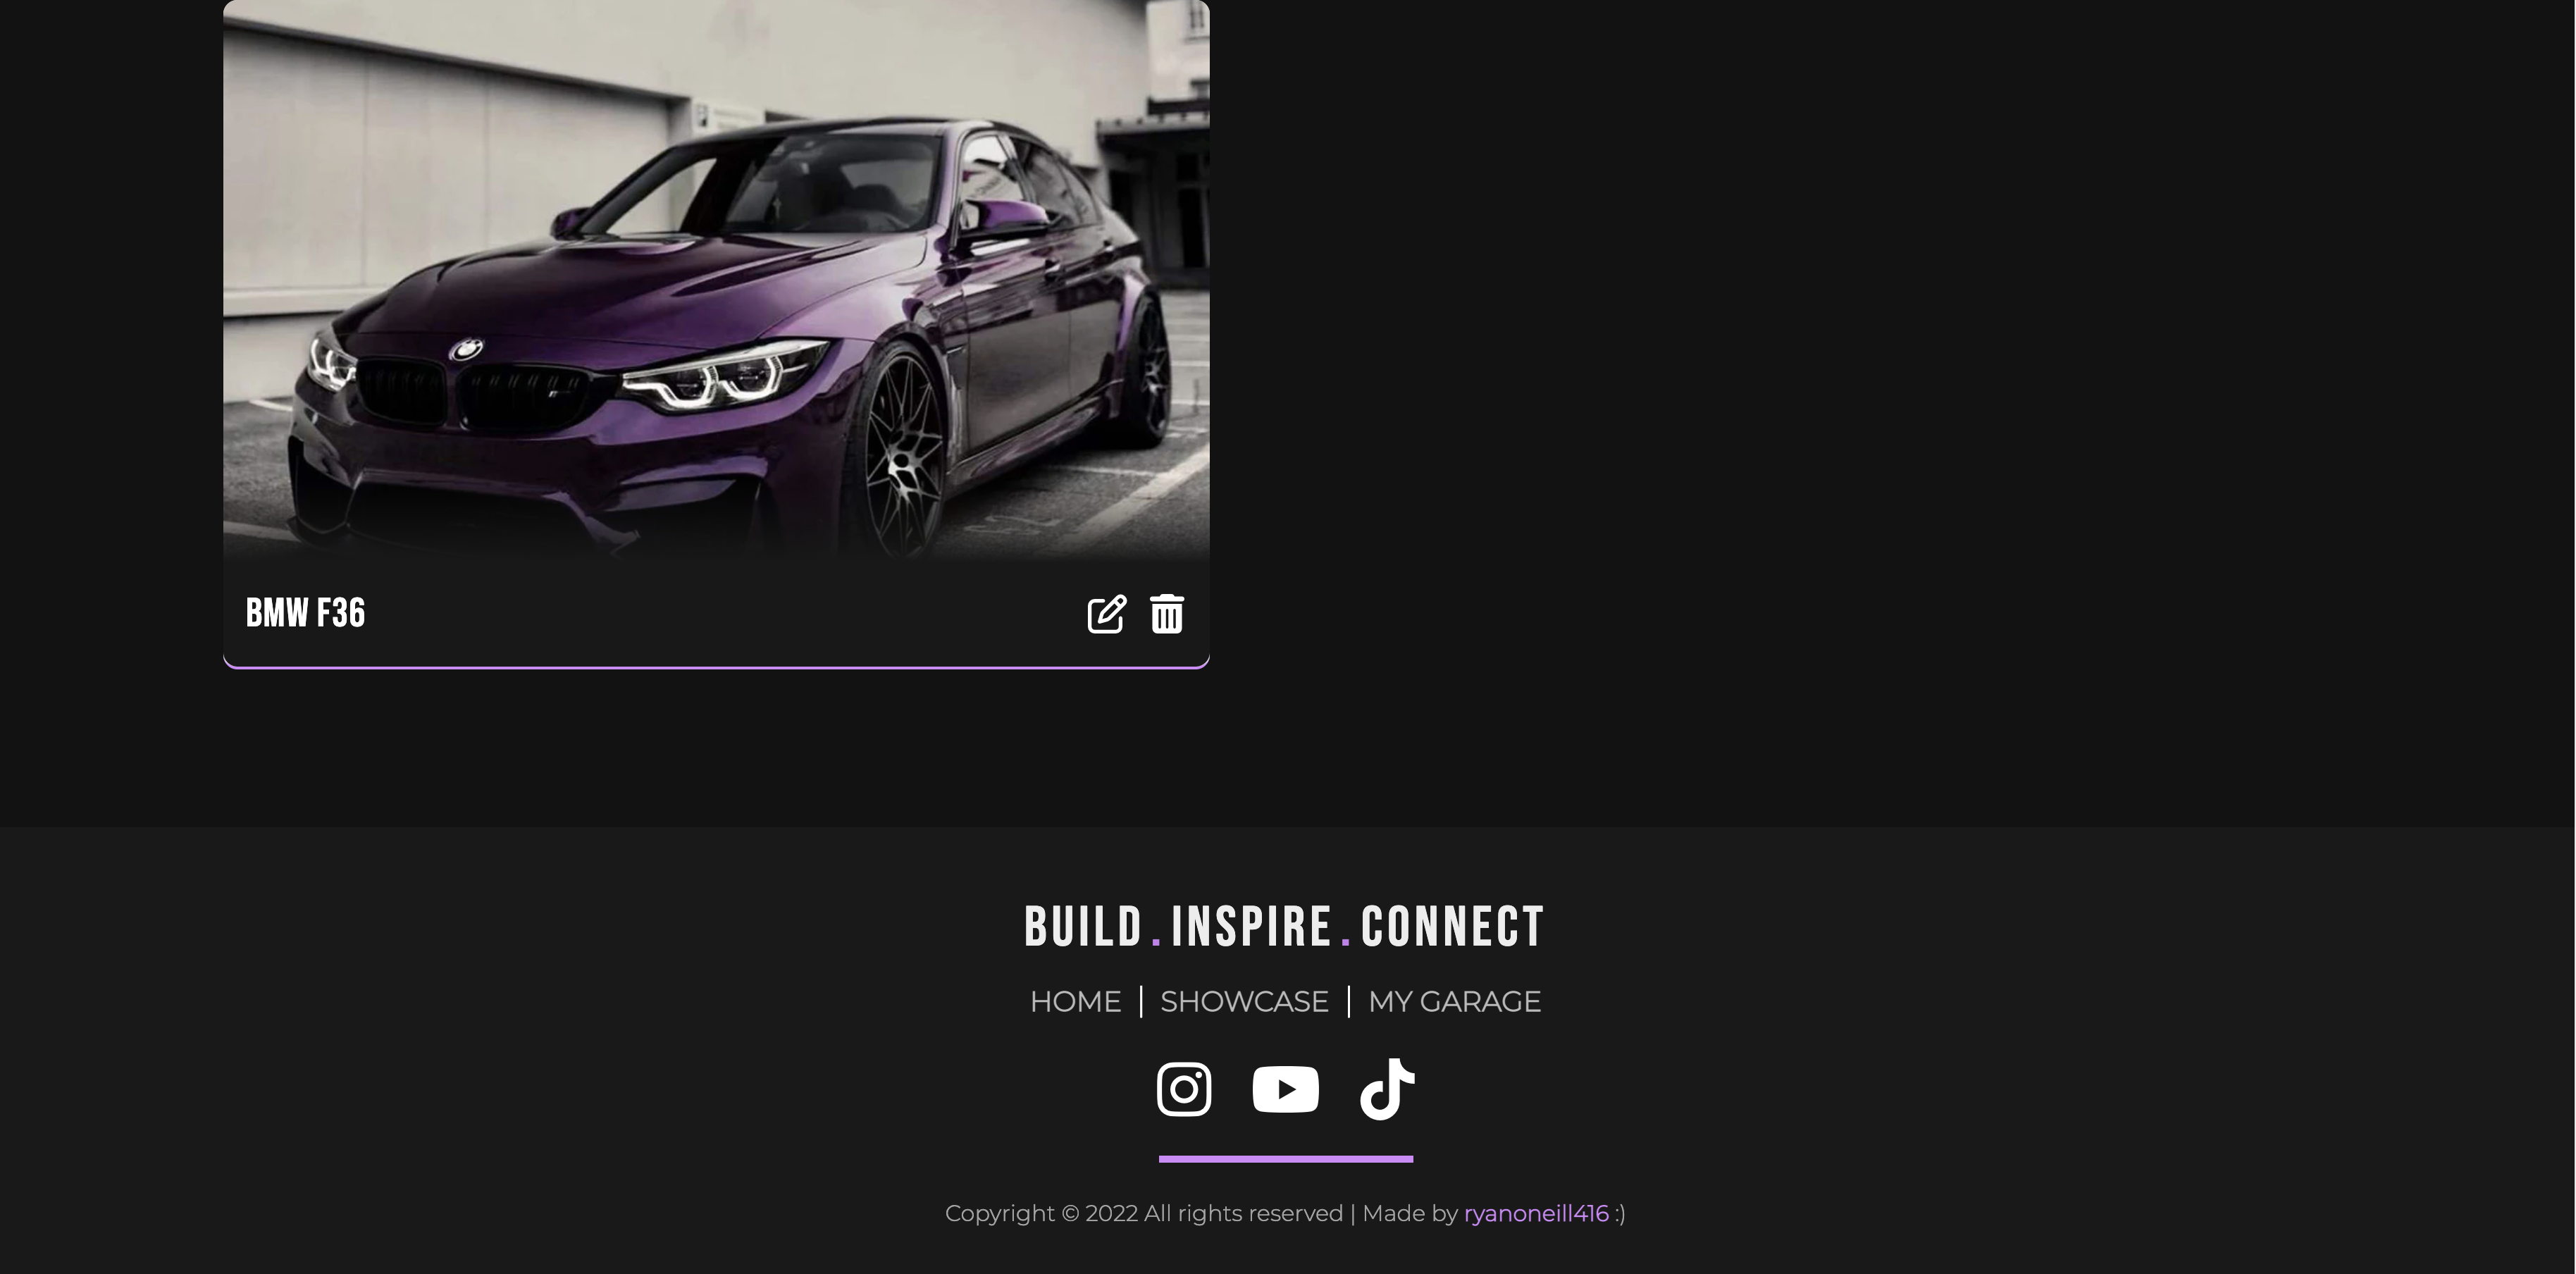 BMW F36
BUILD.INSPIRE.CONNECT
HOME | SHOWCASE | MY GARAGE
Copyright © 2022 All rights reserved | Made by ryanoneill416 :)